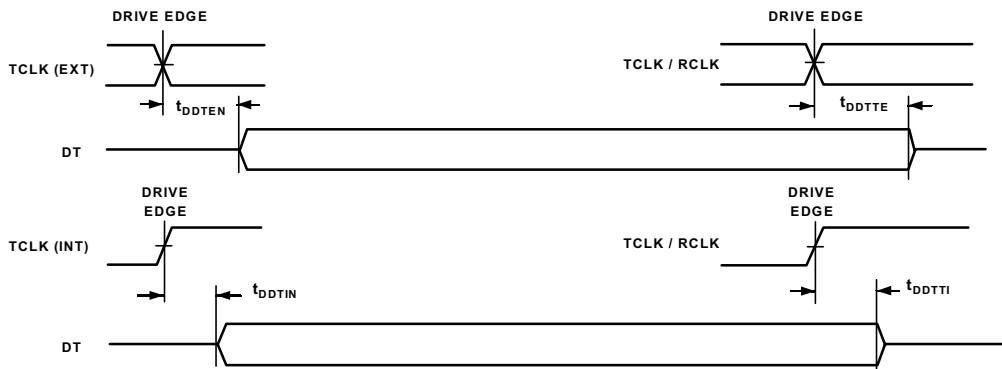 DRIVE EDGE DRIVE EDGE
TCLK (EXT) TCLK / RCLK
tDDTEN tDDTTE
DT
DRIVE EDGE DRIVE EDGE
TCLK (INT) TCLK / RCLK
tDDTIN tDDTTI
DT